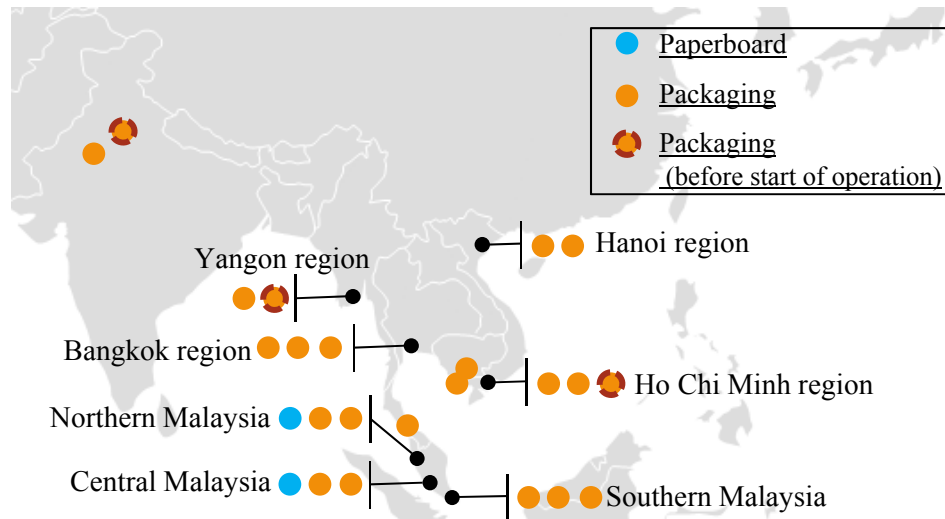 Paperboard
Packaging
Packaging
(before start of operation)
Hanoi region
Yangon region
Bangkok region
Ho Chi Minh region
Northern Malaysia
Central Malaysia
Southern Malaysia